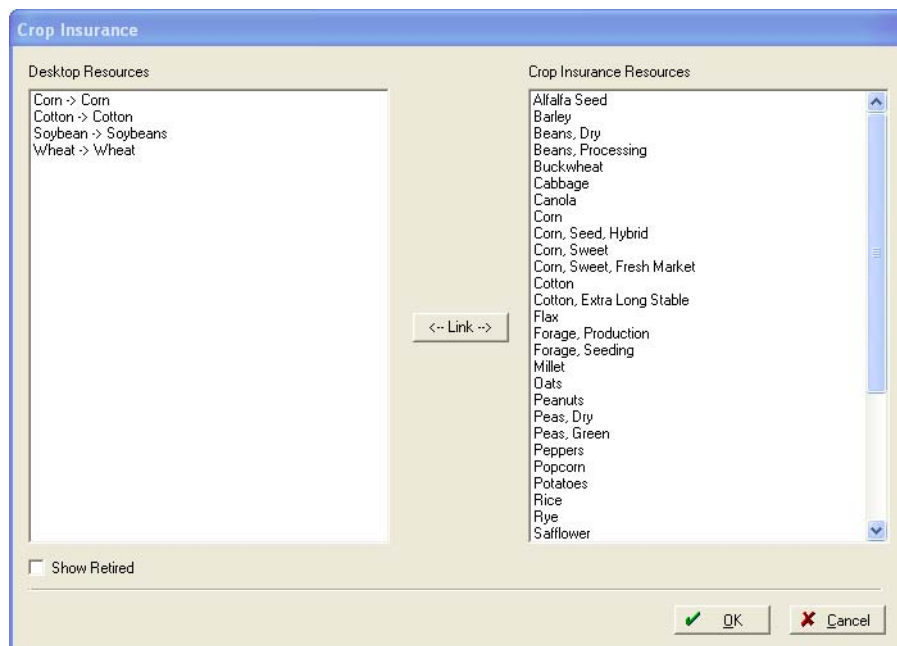 Crop Insurance
Desktop Resources
Corn -> Corn
Cotton -> Cotton
Soybean -> Soybeans
Wheat -> Wheat
<-- Link -->
Crop Insurance Resources
Alfalfa Seed
Barley
Beans, Dry
Beans, Processing
Buckwheat
Cabbage
Canola
Corn
Corn, Seed, Hybrid
Corn, Sweet
Corn, Sweet, Fresh Market
Cotton
Cotton, Extra Long Stable
Flax
Forage, Production
Forage, Seeding
Millet
Oats
Peanuts
Peas, Dry
Peas, Green
Peppers
Popcorn
Potatoes
Rice
Rye
Safflower
Show Retired
OK
Cancel